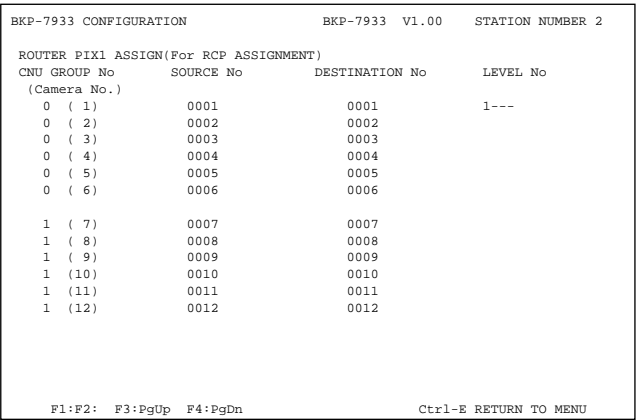 BKP-7933 CONFIGURATION BKP-7933 V1.00 STATION NUMBER 2
ROUTER PIX1 ASSIGN(For RCP ASSIGNMENT)
CNU GROUP No SOURCE No DESTINATION No LEVEL No
(Camera No.)
0 ( 1) 0001 0001 1---
0 ( 2) 0002 0002
0 ( 3) 0003 0003
0 ( 4) 0004 0004
0 ( 5) 0005 0005
0 ( 6) 0006 0006
1 ( 7) 0007 0007
1 ( 8) 0008 0008
1 ( 9) 0009 0009
1 (10) 0010 0010
1 (11) 0011 0011
1 (12) 0012 0012
F1:F2: F3:PgUp F4:PgDn Ctrl-E RETURN TO MENU